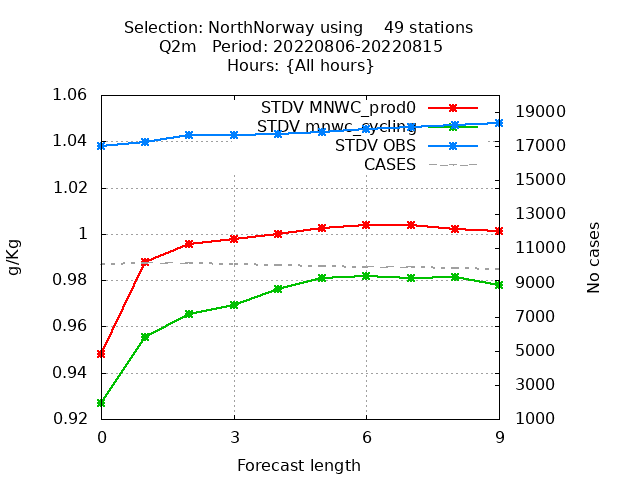 Selection: NorthNorway using 49 stations
Q2m Period: 20220806-20220815
Hours: {All hours}
STDV MNWC_prod0
STDV mnwc_cycling
STDV OBS
CASES
1.06
1.04
1.02
1
0.98
0.96
0.94
0.92
g/Kg
19000
17000
15000
13000
11000
9000
7000
5000
3000
1000
No cases
0 3 6 9
Forecast length